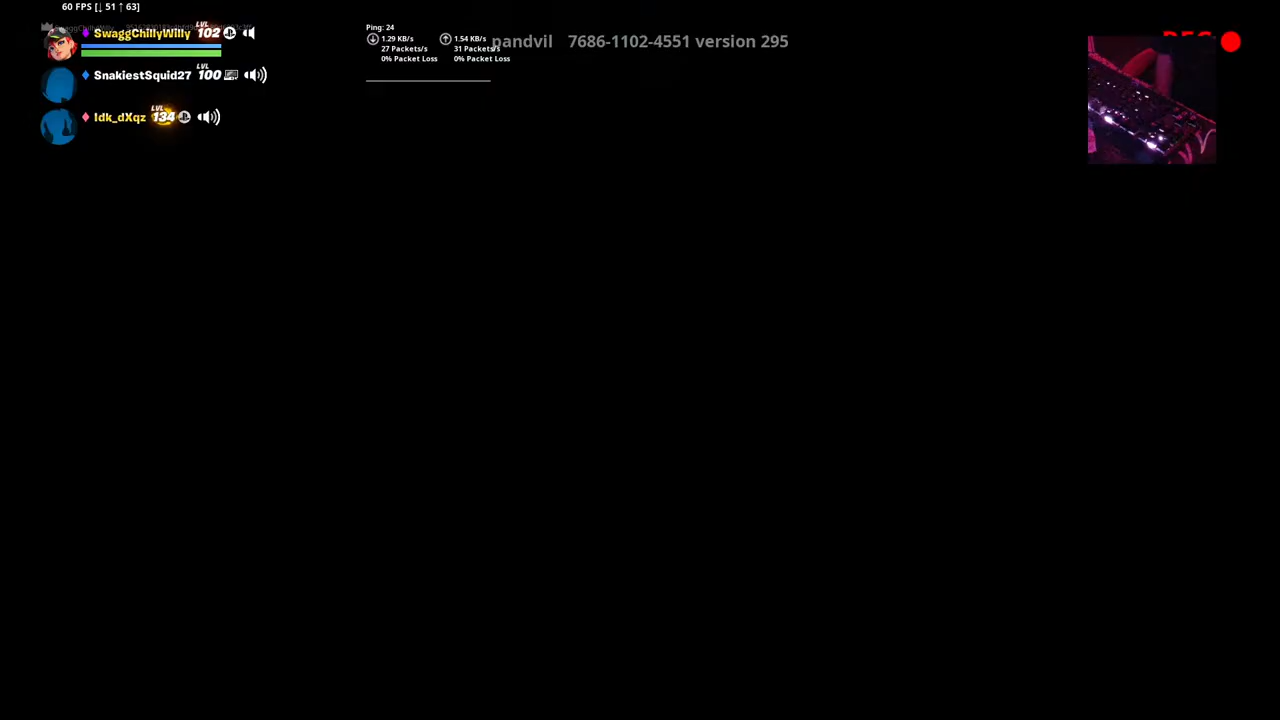 60 FPS [↓ 51 ↑ 63]
SwaggChillyWilly LVL 102
SnakiestSquid27 LVL 100
Idk_dXqz LVL 134
Ping: 24
1.29 KB/s 1.54 KB/s
27 Packets/s 31 Packets/s
0% Packet Loss 0% Packet Loss
pandvil 7686-1102-4551 version 295
REC